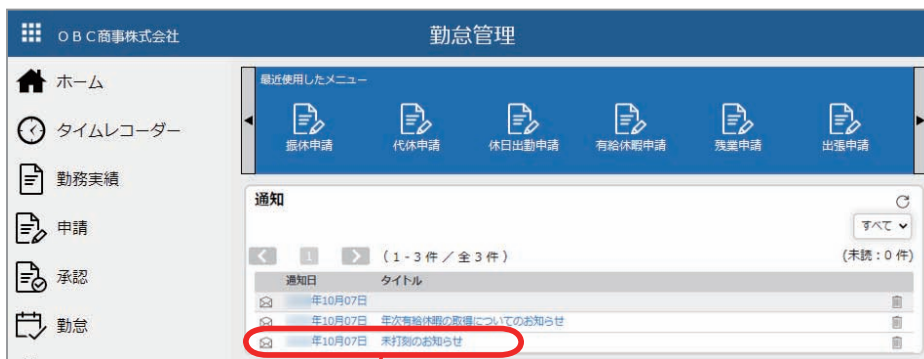 OBC商事株式会社
勤怠管理
ホーム
タイムレコーダー
勤務実績
申請
承認
勤怠
最近使用したメニュー
振休申請
代休申請
休日出勤申請
有給休暇申請
残業申請
出張申請
通知
すべて
1
(1-3件/全3件)
(未読:0件)
通知日 タイトル
年10月07日
年10月07日 年次有給休暇の取得についてのお知らせ
年10月07日 未打刻のお知らせ